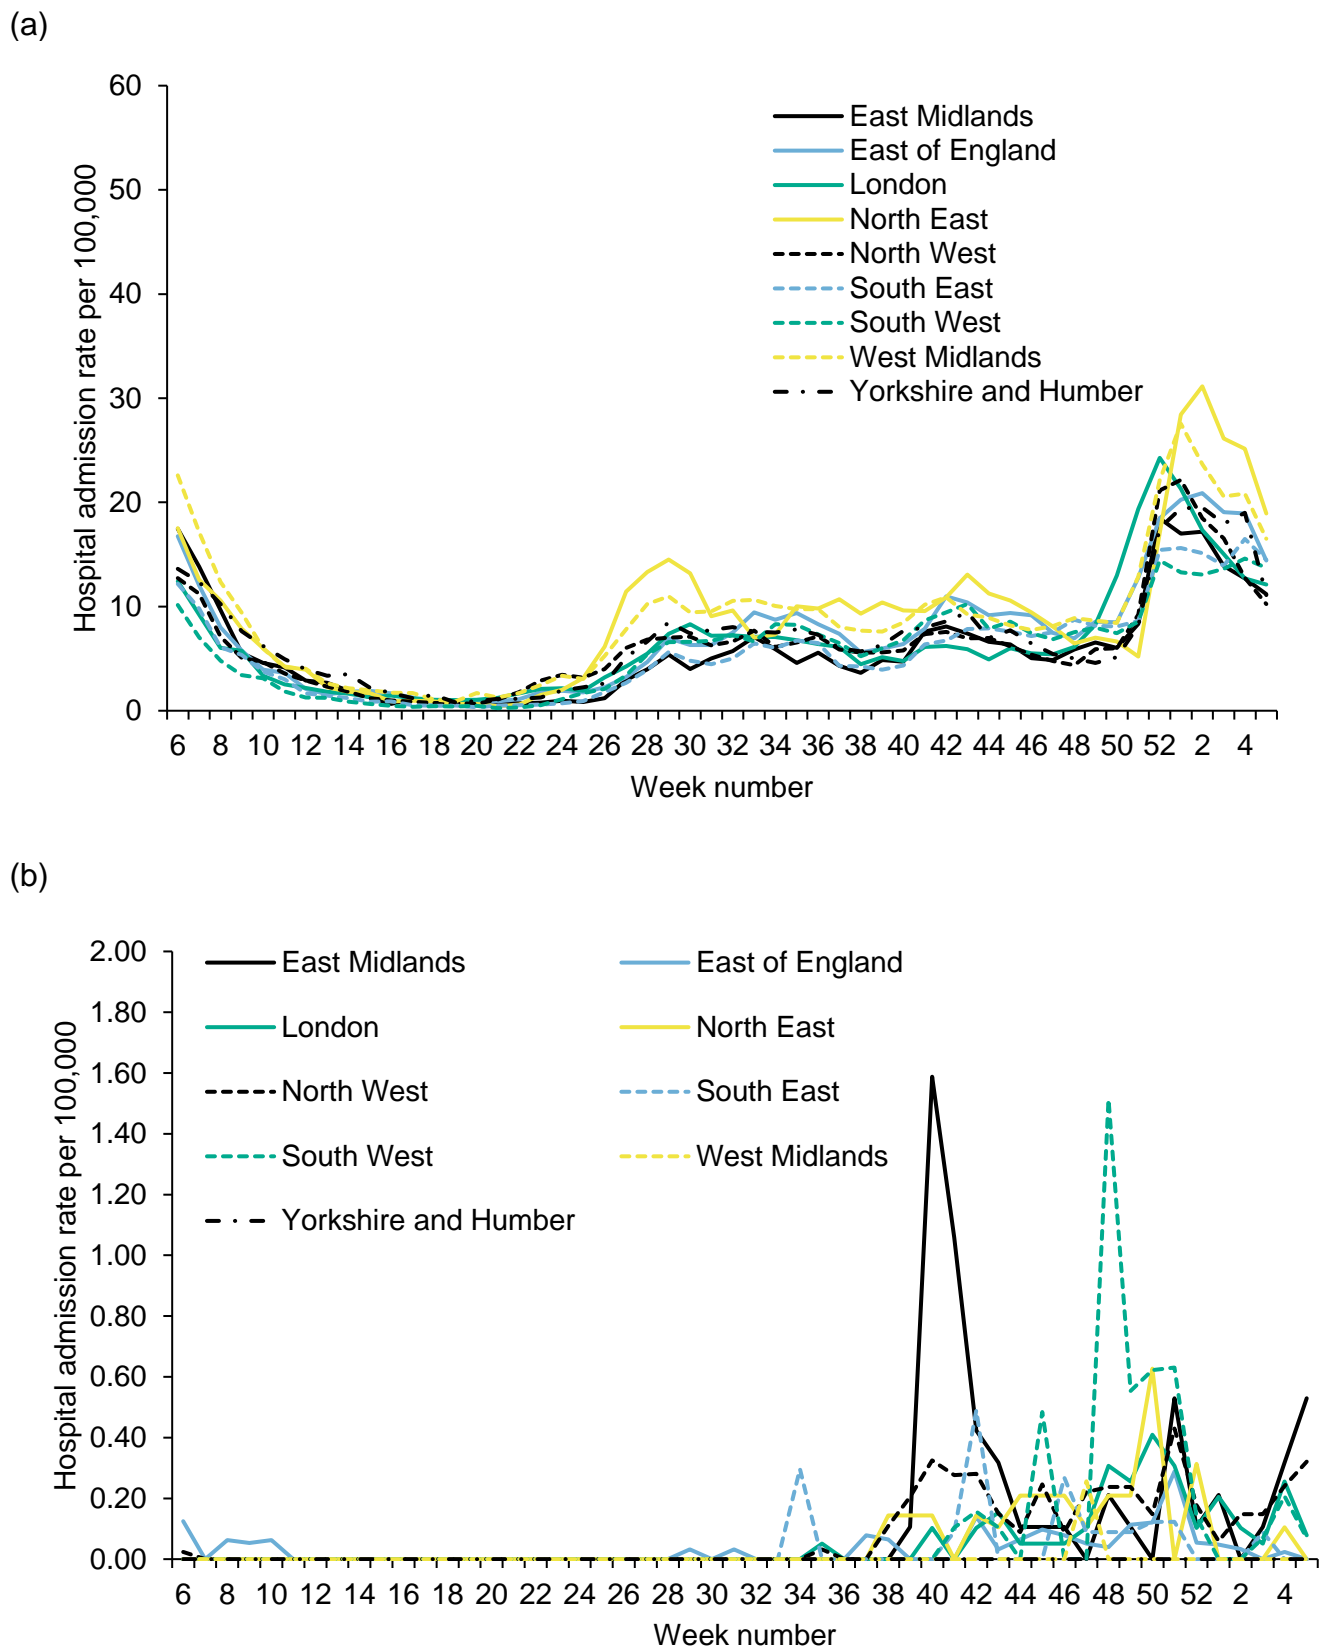 (a)
60
50
40
30
20
10
0
Hospital admission rate per 100,000
East Midlands
East of England
London
North East
North West
South East
South West
West Midlands
Yorkshire and Humber
6 8 10 12 14 16 18 20 22 24 26 28 30 32 34 36 38 40 42 44 46 48 50 52 2 4
Week number
(b)
2.00
1.80
1.60
1.40
1.20
1.00
0.80
0.60
0.40
0.20
0.00
Hospital admission rate per 100,000
East Midlands East of England
London North East
North West South East
South West West Midlands
Yorkshire and Humber
6 8 10 12 14 16 18 20 22 24 26 28 30 32 34 36 38 40 42 44 46 48 50 52 2 4
Week number